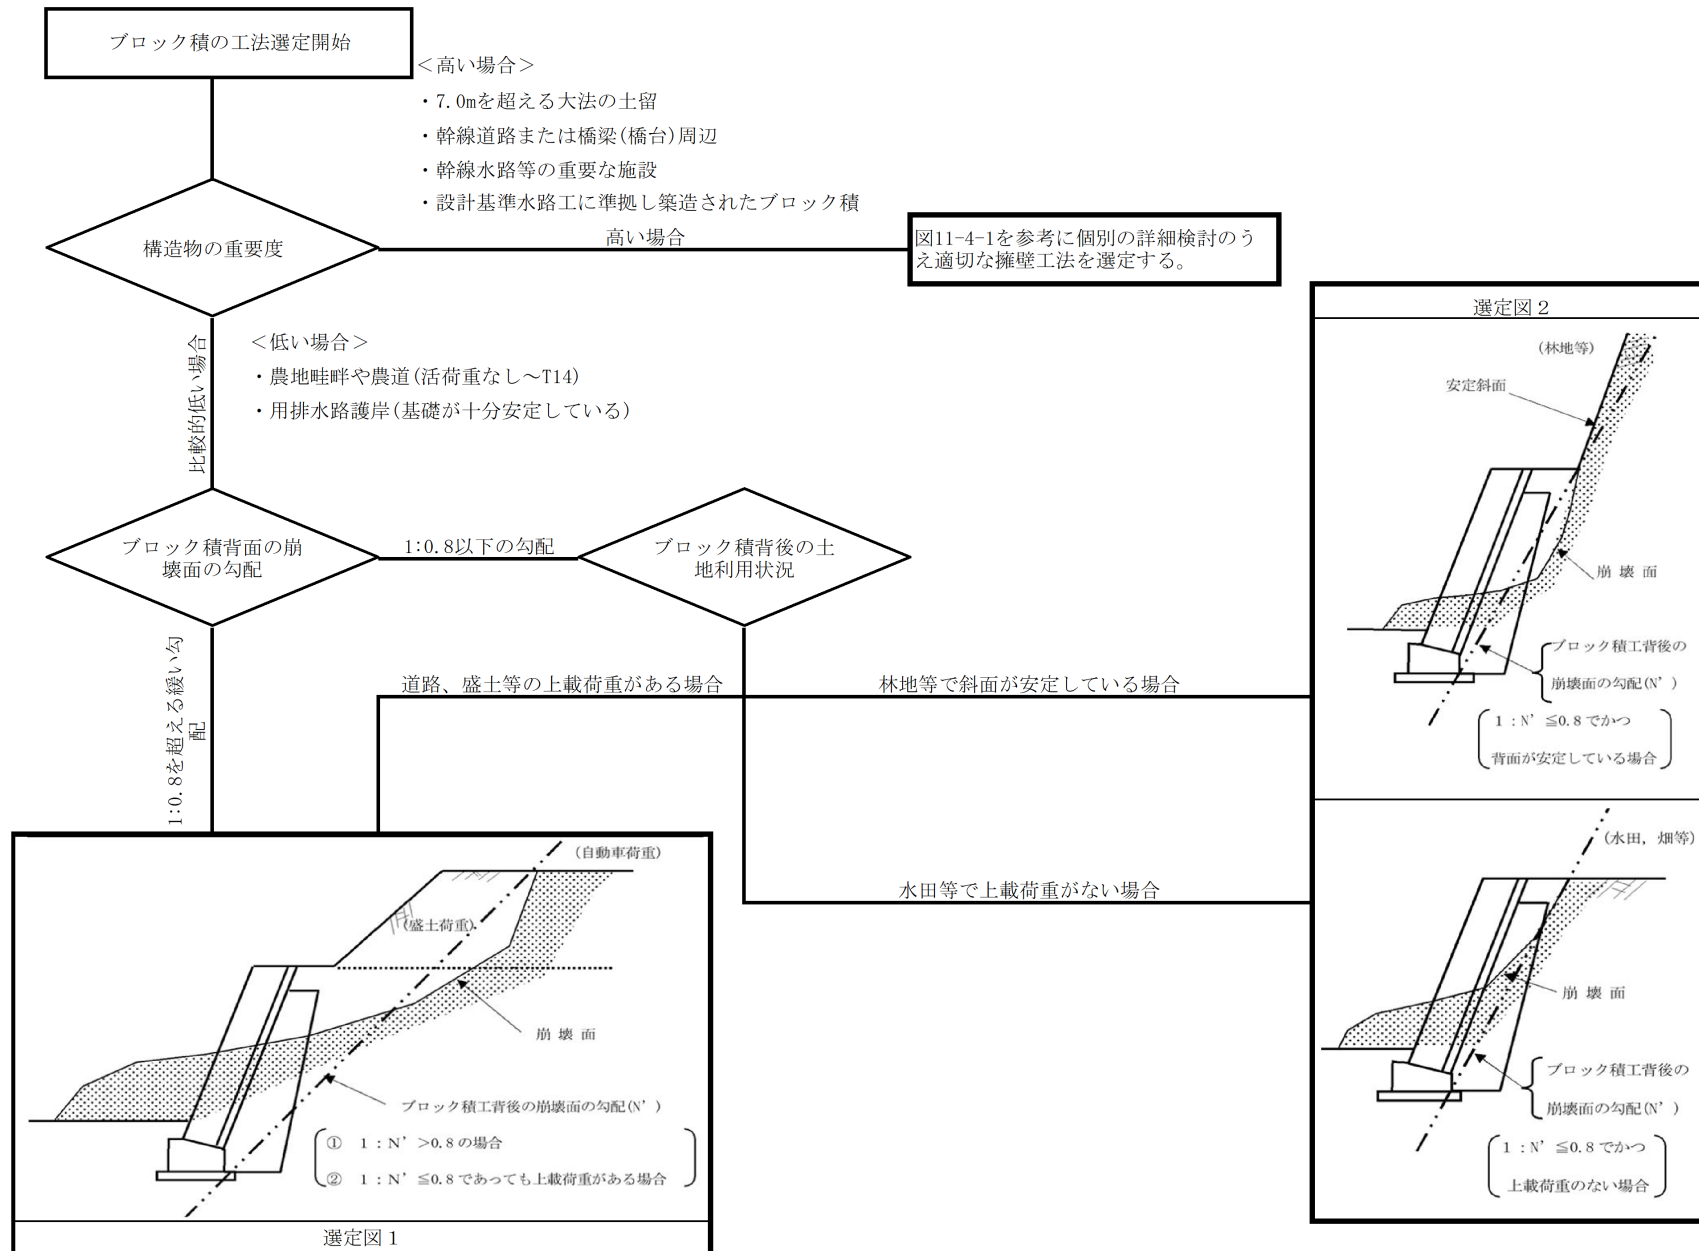 ブロック積の工法選定開始
＜高い場合＞
・7.0mを超える大法の土留
・幹線道路または橋梁(橋台)周辺
・幹線水路等の重要な施設
・設計基準水路工に準拠し築造されたブロック積
構造物の重要度
高い場合
図11-4-1を参考に個別の詳細検討のう
え適切な擁壁工法を選定する。
比較的低い場合
＜低い場合＞
・農地畦畔や農道(活荷重なし～T14)
・用排水路護岸(基礎が十分安定している)
ブロック積背面の崩
壊面の勾配
1:0.8以下の勾配
ブロック積背後の土
地利用状況
1:0.8を超える緩い勾
配
道路、盛土等の上載荷重がある場合
林地等で斜面が安定している場合
水田等で上載荷重がない場合
選定図２
(林地等)
安定斜面
崩 壊 面
ブロック積工背後の
崩壊面の勾配(N’)
1 : N’ ≦0.8 でかつ
背面が安定している場合
(水田, 畑等)
崩 壊 面
ブロック積工背後の
崩壊面の勾配(N’)
1 : N’ ≦0.8 でかつ
上載荷重のない場合
(自動車荷重)
(盛土荷重)
崩 壊 面
ブロック積工背後の崩壊面の勾配(N’)
① 1 : N’ >0.8 の場合
② 1 : N’ ≦0.8 であっても上載荷重がある場合
選定図１